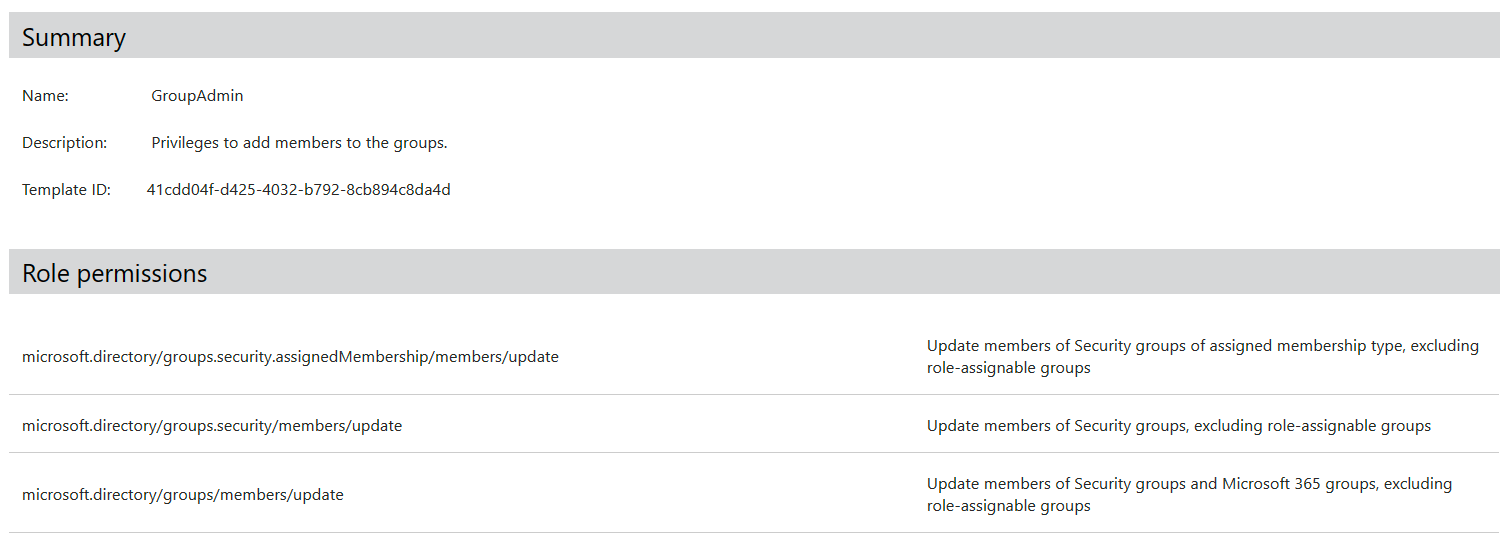 Summary
Name: GroupAdmin
Description: Privileges to add members to the groups.
Template ID: 41cdd04f-d425-4032-b792-8cb894c8da4d
Role permissions
microsoft.directory/groups.security.assignedMembership/members/update
Update members of Security groups of assigned membership type, excluding
role-assignable groups
microsoft.directory/groups.security/members/update
Update members of Security groups, excluding role-assignable groups
microsoft.directory/groups/members/update
Update members of Security groups and Microsoft 365 groups, excluding
role-assignable groups